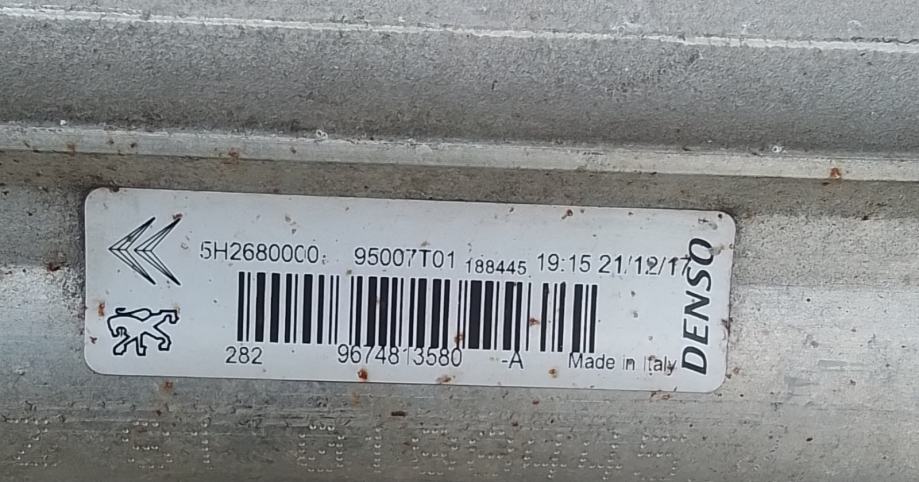 5H2680000. 95007T01 188445 19:15 21/12/17
282 9674813580 -A Made in Italy
DENSO